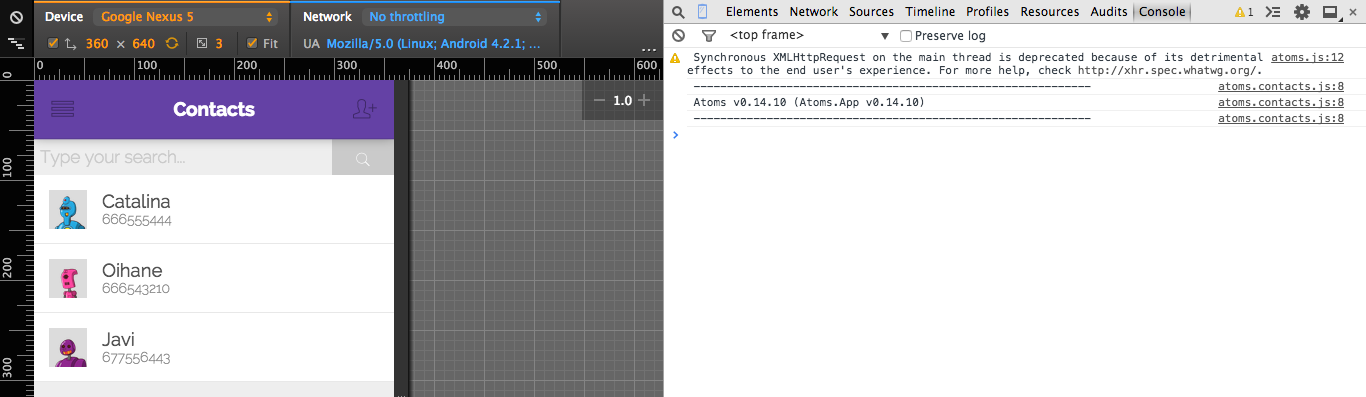 Device Google Nexus 5 Network No throttling
360 × 640 3 Fit UA Mozilla/5.0 (Linux; Android 4.2.1; ... ...
0 100 200 300 400 500 600
0
100
200
300
− 1.0 +
Contacts
Type your search...
Catalina
666555444
Oihane
666543210
Javi
677556443
Elements Network Sources Timeline Profiles Resources Audits Console 1
<top frame> Preserve log
Synchronous XMLHttpRequest on the main thread is deprecated because of its detrimental atoms.js:12
effects to the end user's experience. For more help, check http://xhr.spec.whatwg.org/.
------------------------------------------------------------ atoms.contacts.js:8
Atoms v0.14.10 (Atoms.App v0.14.10) atoms.contacts.js:8
------------------------------------------------------------ atoms.contacts.js:8